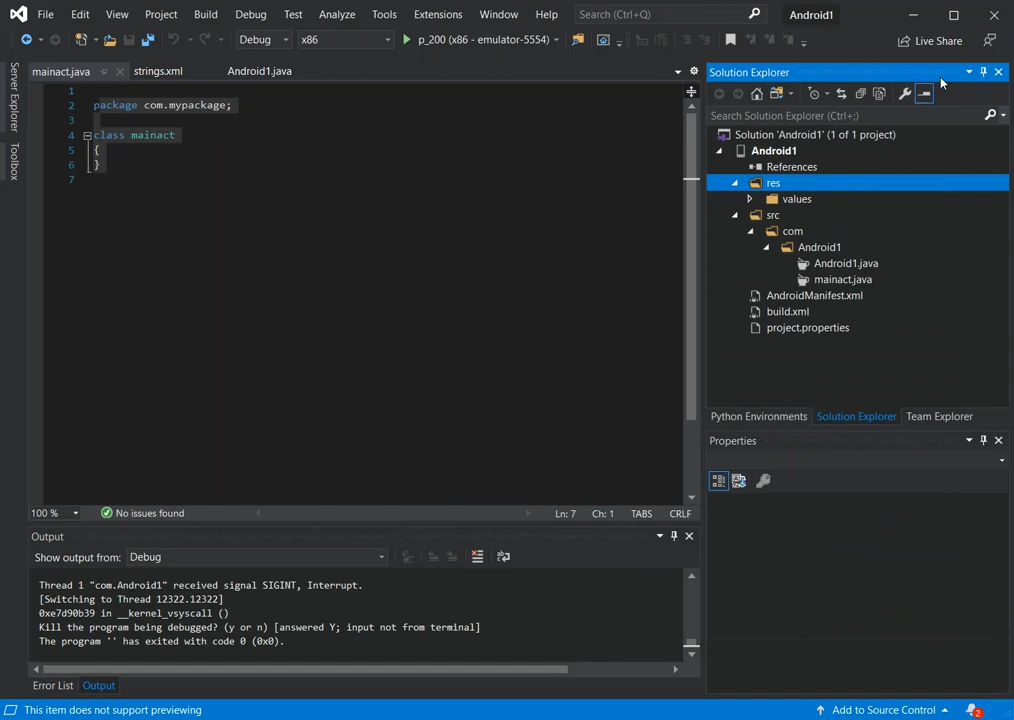 File Edit View Project Build Debug Test Analyze Tools Extensions Window Help Search (Ctrl+Q) Android1
Debug x86 p_200 (x86 - emulator-5554) Live Share
Server Explorer
Toolbox
mainact.java strings.xml Android1.java
1
2 package com.mypackage;
3
4 class mainact
5 {
6 }
7
100 % No issues found Ln: 7 Ch: 1 TABS CRLF
Output
Show output from: Debug
Thread 1 "com.Android1" received signal SIGINT, Interrupt.
[Switching to Thread 12322.12322]
0xe7d90b39 in __kernel_vsyscall ()
Kill the program being debugged? (y or n) [answered Y; input not from terminal]
The program '' has exited with code 0 (0x0).
Error List Output
Solution Explorer
Search Solution Explorer (Ctrl+;)
Solution 'Android1' (1 of 1 project)
Android1
References
res
values
src
com
Android1
Android1.java
mainact.java
AndroidManifest.xml
build.xml
project.properties
Python Environments Solution Explorer Team Explorer
Properties
This item does not support previewing Add to Source Control 2